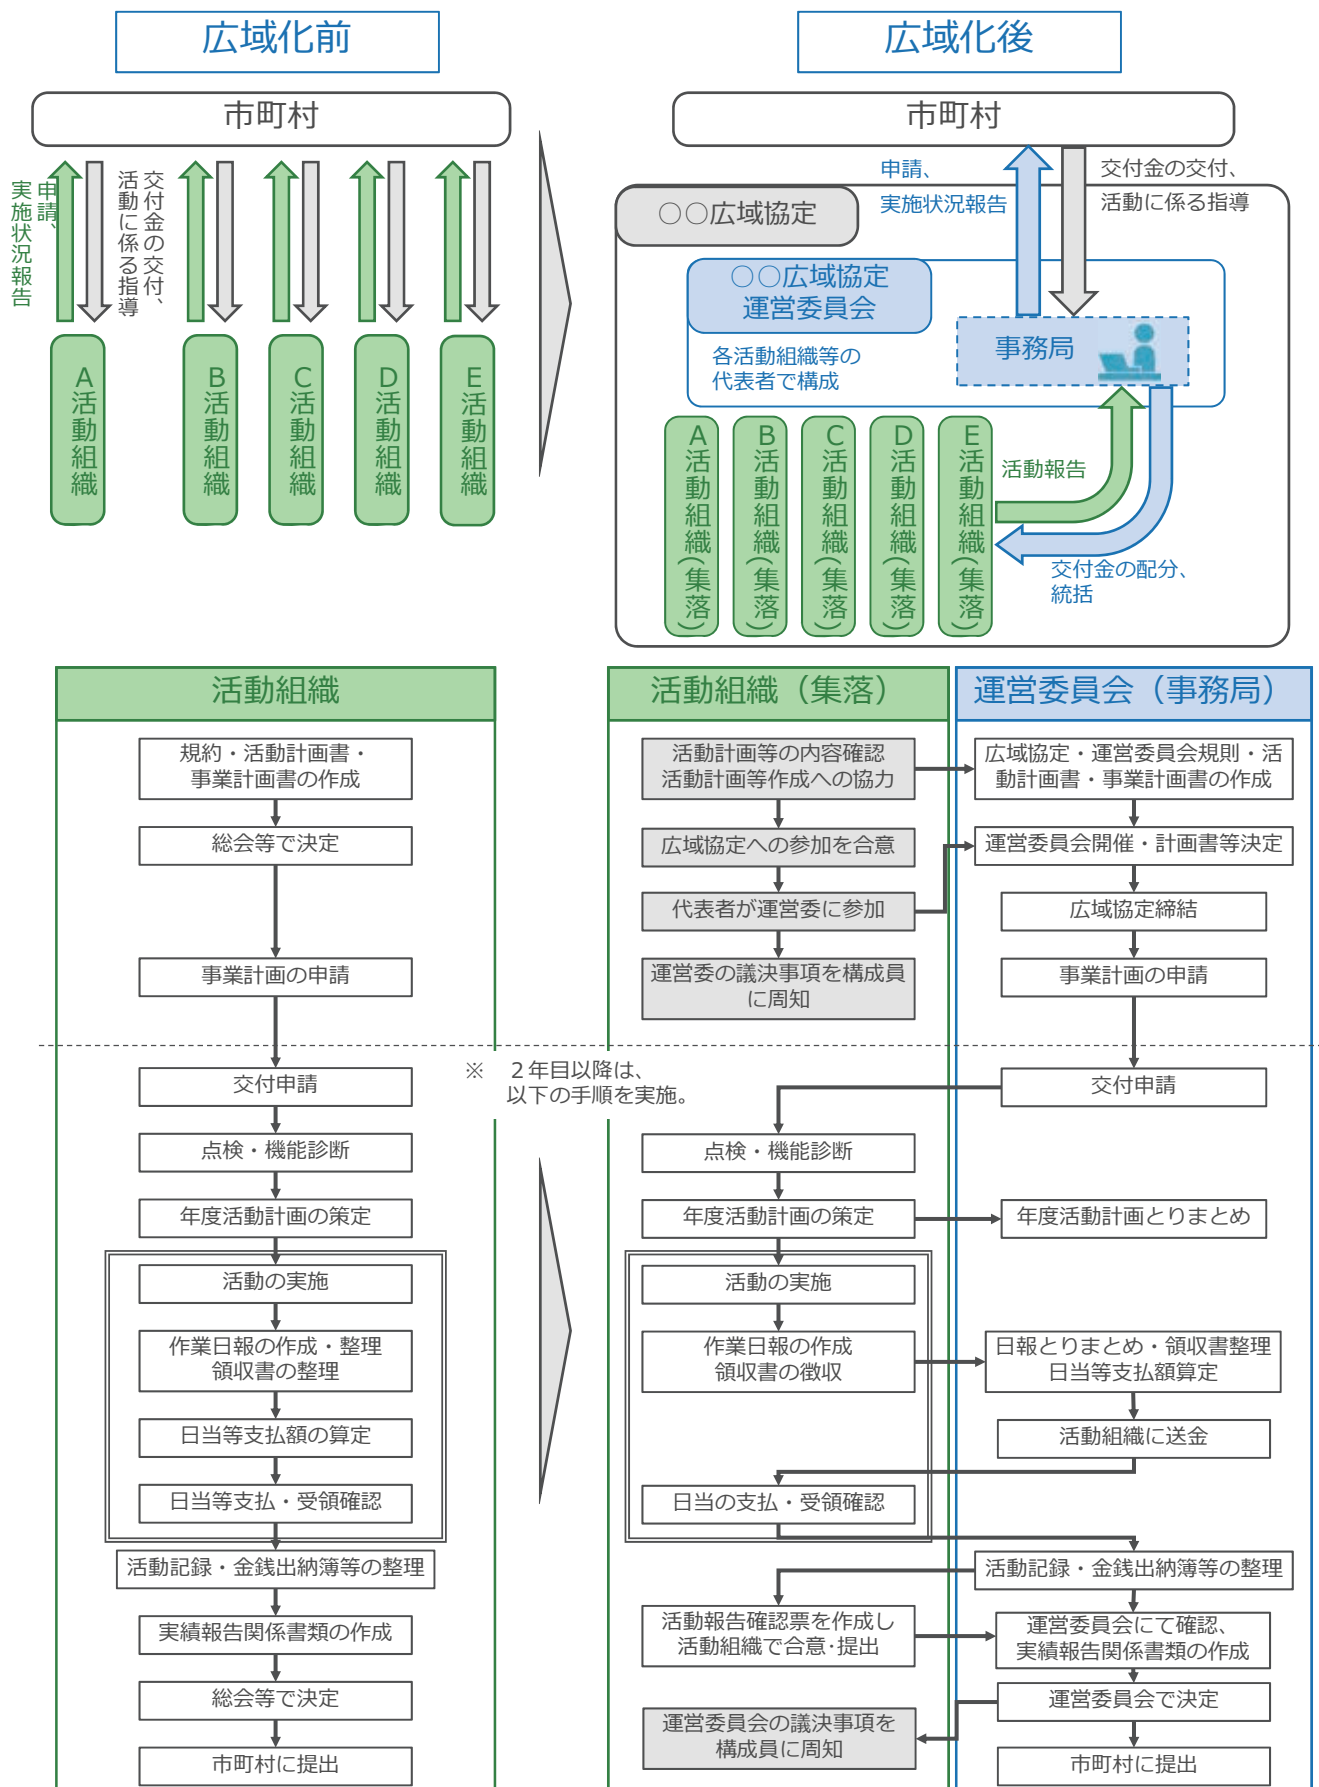 広域化前
市町村
申請、
実施状況報告
交付金の交付、
活動に係る指導
A活動組織
B活動組織
C活動組織
D活動組織
E活動組織
広域化後
市町村
申請、
実施状況報告
交付金の交付、
活動に係る指導
○○広域協定
○○広域協定
運営委員会
事務局
各活動組織等の
代表者で構成
A活動組織(集落)
B活動組織(集落)
C活動組織(集落)
D活動組織(集落)
E活動組織(集落)
活動報告
交付金の配分、
統括
活動組織
規約・活動計画書・
事業計画書の作成
総会等で決定
事業計画の申請
交付申請
点検・機能診断
年度活動計画の策定
活動の実施
作業日報の作成・整理
領収書の整理
日当等支払額の算定
日当等支払・受領確認
活動記録・金銭出納簿等の整理
実績報告関係書類の作成
総会等で決定
市町村に提出
※ ２年目以降は、
以下の手順を実施。
活動組織（集落）
活動計画等の内容確認
活動計画等作成への協力
広域協定への参加を合意
代表者が運営委に参加
運営委の議決事項を構成員
に周知
点検・機能診断
年度活動計画の策定
活動の実施
作業日報の作成
領収書の徴収
日当の支払・受領確認
活動報告確認票を作成し
活動組織で合意･提出
運営委員会の議決事項を
構成員に周知
運営委員会（事務局）
広域協定・運営委員会規則・活
動計画書・事業計画書の作成
運営委員会開催・計画書等決定
広域協定締結
事業計画の申請
交付申請
年度活動計画とりまとめ
日報とりまとめ・領収書整理
日当等支払額算定
活動組織に送金
活動記録・金銭出納簿等の整理
運営委員会にて確認、
実績報告関係書類の作成
運営委員会で決定
市町村に提出